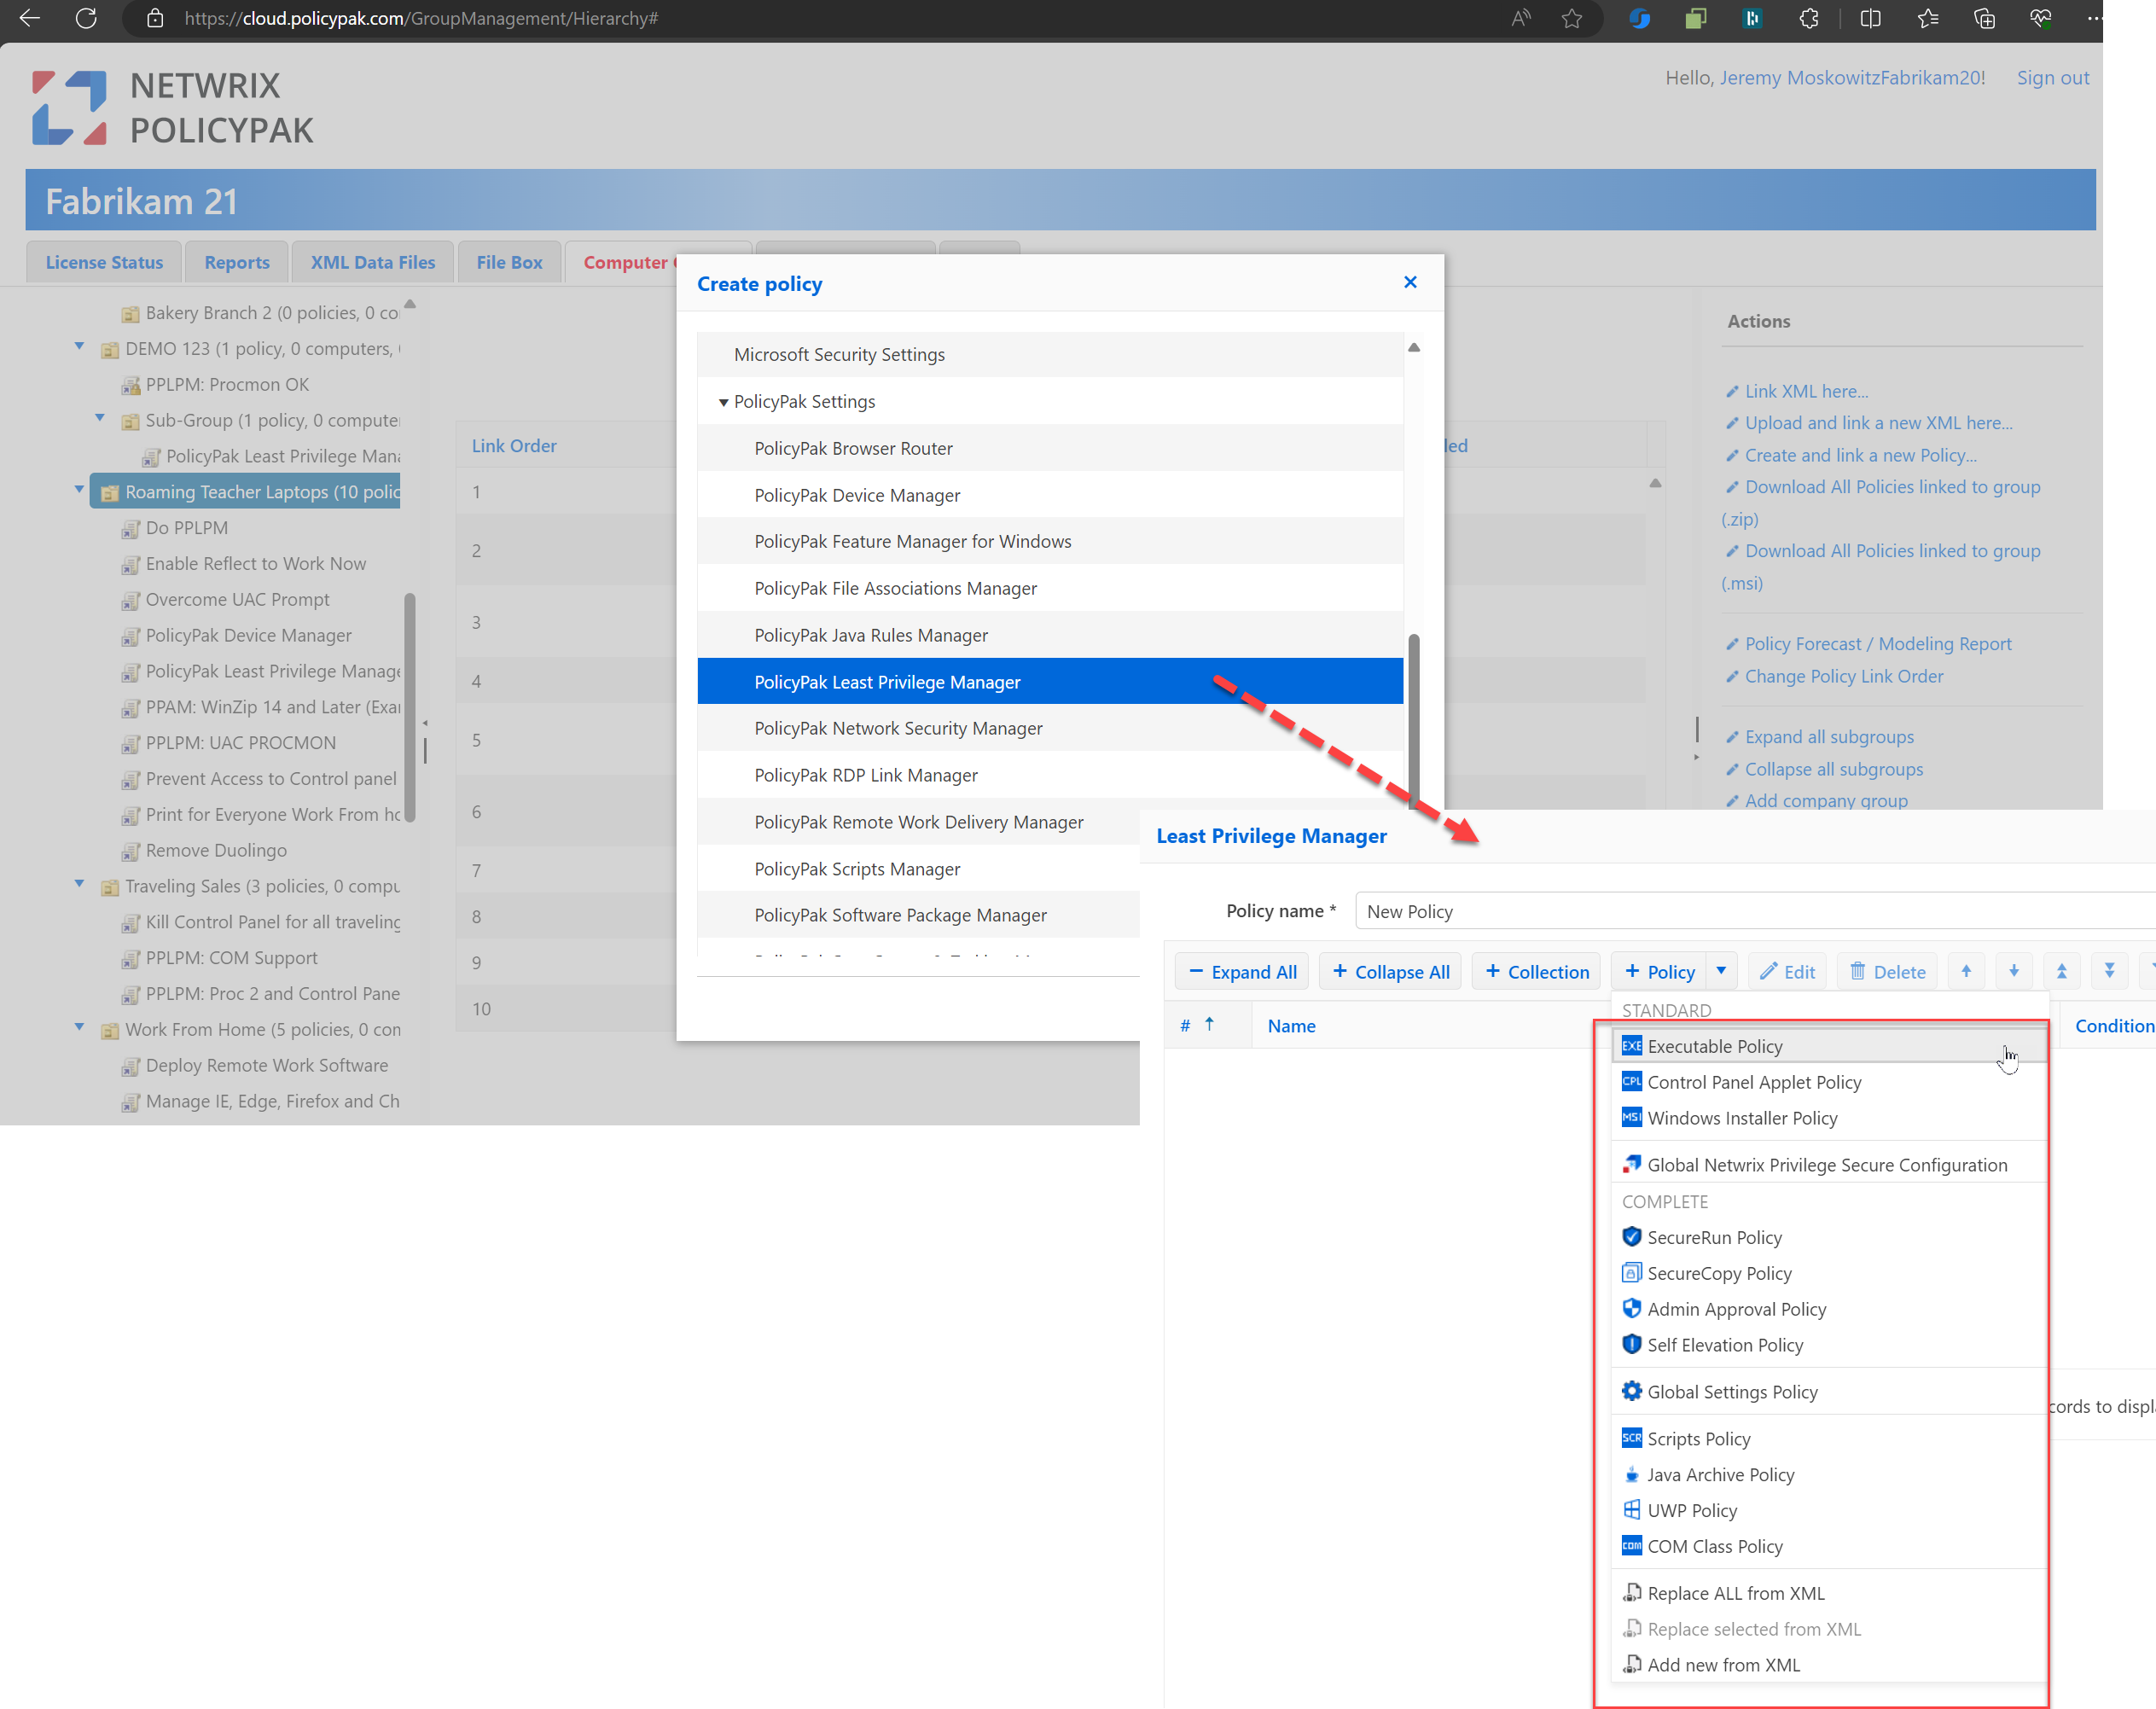 https://cloud.policypak.com/GroupManagement/Hierarchy#
NETWRIX
POLICYPAK
Hello, Jeremy MoskowitzFabrikam20!
Sign out
Fabrikam 21
License Status
Reports
XML Data Files
File Box
Computer
Bakery Branch 2 (0 policies, 0 co
DEMO 123 (1 policy, 0 computers,
PPLPM: Procmon OK
Sub-Group (1 policy, 0 compute
PolicyPak Least Privilege Mana
Roaming Teacher Laptops (10 polic
Do PPLPM
Enable Reflect to Work Now
Overcome UAC Prompt
PolicyPak Device Manager
PolicyPak Least Privilege Manage
PPAM: WinZip 14 and Later (Exa
PPLPM: UAC PROCMON
Prevent Access to Control panel
Print for Everyone Work From ho
Remove Duolingo
Traveling Sales (3 policies, 0 compu
Kill Control Panel for all traveling
PPLPM: COM Support
PPLPM: Proc 2 and Control Pane
Work From Home (5 policies, 0 con
Deploy Remote Work Software
Manage IE, Edge, Firefox and Ch
Link Order
1
2
3
4
5
6
7
8
9
10
led
Create policy
Microsoft Security Settings
PolicyPak Settings
PolicyPak Browser Router
PolicyPak Device Manager
PolicyPak Feature Manager for Windows
PolicyPak File Associations Manager
PolicyPak Java Rules Manager
PolicyPak Least Privilege Manager
PolicyPak Network Security Manager
PolicyPak RDP Link Manager
PolicyPak Remote Work Delivery Manager
PolicyPak Scripts Manager
PolicyPak Software Package Manager
Actions
Link XML here...
Upload and link a new XML here...
Create and link a new Policy...
Download All Policies linked to group
(.zip)
Download All Policies linked to group
(.msi)
Policy Forecast / Modeling Report
Change Policy Link Order
Expand all subgroups
Collapse all subgroups
Add company group
Least Privilege Manager
Policy name *
New Policy
Expand All
Collapse All
Collection
Policy
Edit
Delete
#
Name
Condition
STANDARD
EXE Executable Policy
CPL Control Panel Applet Policy
MSI Windows Installer Policy
Global Netwrix Privilege Secure Configuration
COMPLETE
SecureRun Policy
SecureCopy Policy
Admin Approval Policy
Self Elevation Policy
Global Settings Policy
SCR Scripts Policy
Java Archive Policy
UWP Policy
COM COM Class Policy
Replace ALL from XML
Replace selected from XML
Add new from XML
cords to displ